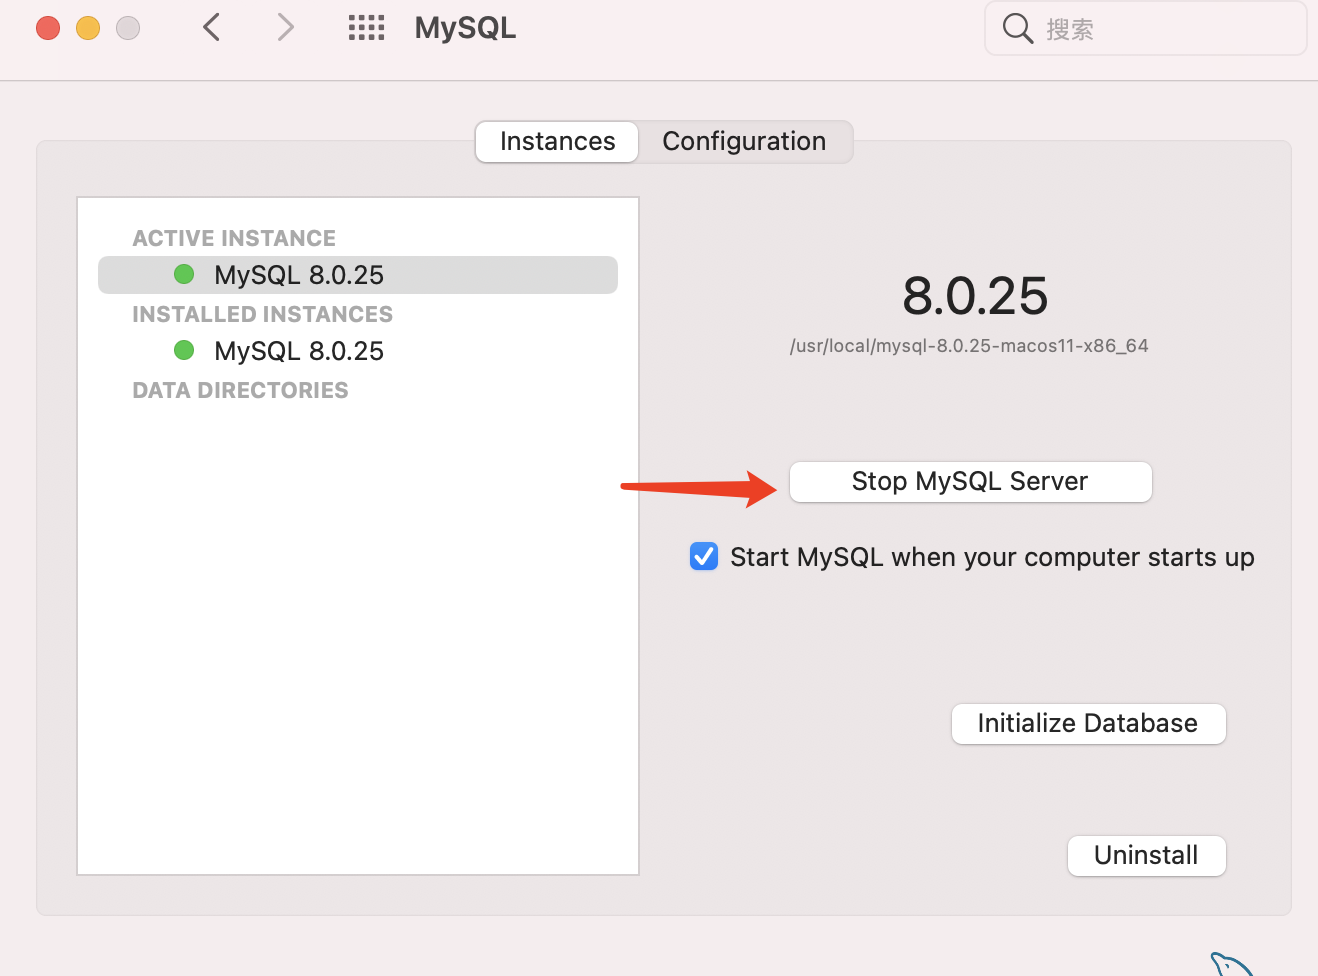 MySQL
搜索
Instances
Configuration
ACTIVE INSTANCE
MySQL 8.0.25
INSTALLED INSTANCES
MySQL 8.0.25
DATA DIRECTORIES
8.0.25
/usr/local/mysql-8.0.25-macos11-x86_64
Stop MySQL Server
Start MySQL when your computer starts up
Initialize Database
Uninstall